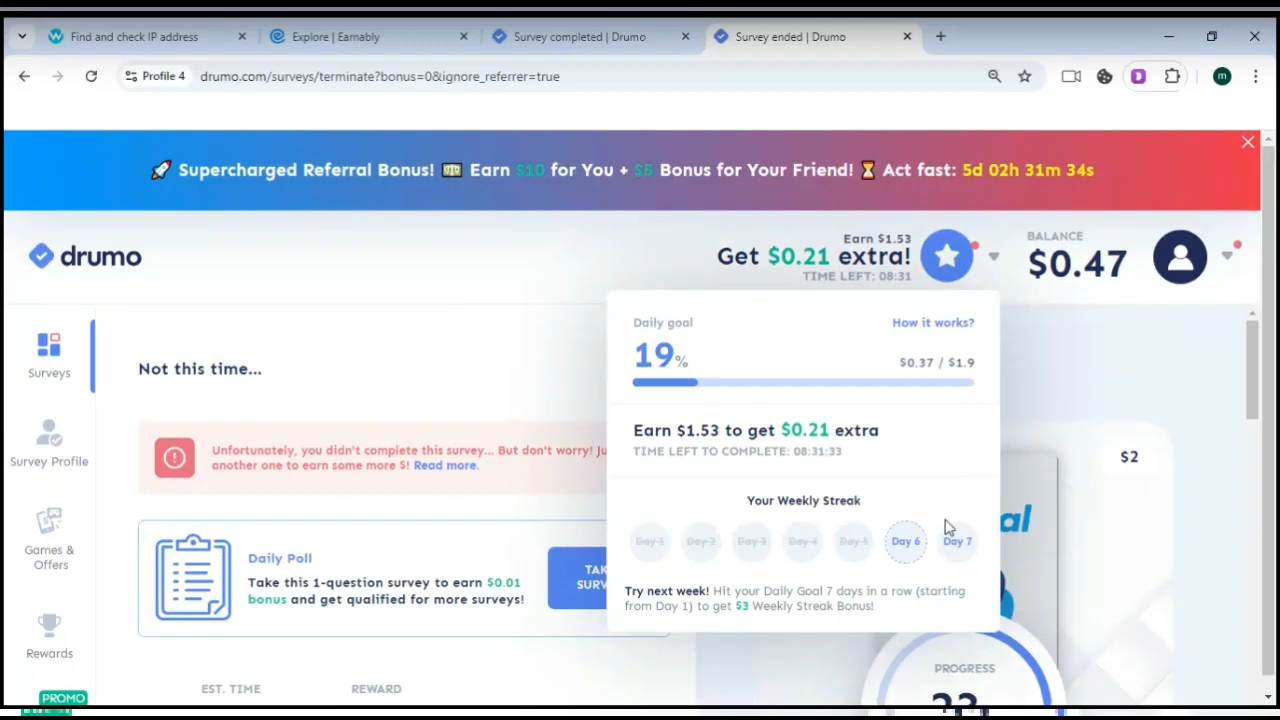 Find and check IP address
Explore | Earnably
Survey completed | Drumo
Survey ended | Drumo
Profile 4
drumo.com/surveys/terminate?bonus=0&ignore_referrer=true
m
🚀 Supercharged Referral Bonus! 💵 Earn $10 for You + $5 Bonus for Your Friend! ⏳ Act fast: 5d 02h 31m 34s
drumo
Earn $1.53
Get $0.21 extra!
TIME LEFT: 08:31
BALANCE
$0.47
Surveys
Survey Profile
Games &
Offers
Rewards
PROMO
Not this time...
Unfortunately, you didn't complete this survey... But don't worry!
another one to earn some more $! Read more.
Daily Poll
Take this 1-question survey to earn $0.01
bonus and get qualified for more surveys!
EST. TIME
REWARD
Daily goal
How it works?
19%
$0.37 / $1.9
Earn $1.53 to get $0.21 extra
TIME LEFT TO COMPLETE: 08:31:33
Your Weekly Streak
Day 1
Day 2
Day 3
Day 4
Day 5
Day 6
Day 7
Try next week! Hit your Daily Goal 7 days in a row (starting
from Day 1) to get $3 Weekly Streak Bonus!
$2
al
PROGRESS